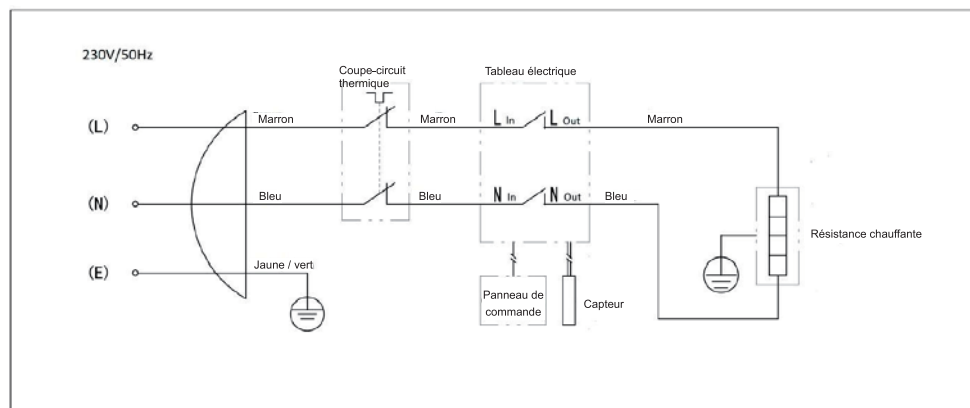 230V/50Hz
Coupe-circuit
thermique
Tableau électrique
(L)
Marron
Marron
L In
L Out
Marron
(N)
Bleu
Bleu
N In
N Out
Bleu
Résistance chauffante
(E)
Jaune / vert
Panneau de
commande
Capteur